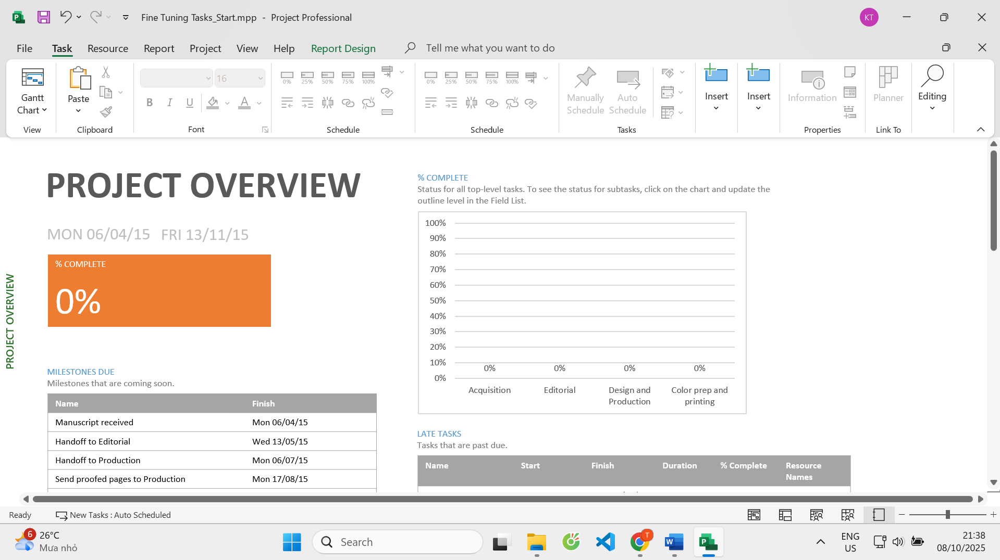 Fine Tuning Tasks_Start.mpp - Project Professional
KT
File Task Resource Report Project View Help Report Design Tell me what you want to do
Gantt Chart
Paste
16
B I U A
0% 25% 50% 75% 100%
0% 25% 50% 75% 100%
Manually Schedule
Auto Schedule
Insert
Insert
Information
Planner
Editing
View Clipboard Font Schedule Schedule Tasks Properties Link To
PROJECT OVERVIEW
PROJECT OVERVIEW
MON 06/04/15 FRI 13/11/15
% COMPLETE
0%
MILESTONES DUE
Milestones that are coming soon.
Name Finish
Manuscript received Mon 06/04/15
Handoff to Editorial Wed 13/05/15
Handoff to Production Mon 06/07/15
Send proofed pages to Production Mon 17/08/15
% COMPLETE
Status for all top-level tasks. To see the status for subtasks, click on the chart and update the
outline level in the Field List.
100%
90%
80%
70%
60%
50%
40%
30%
20%
10%
0%
0% 0% 0% 0%
Acquisition Editorial Design and Production Color prep and printing
LATE TASKS
Tasks that are past due.
Name Start Finish Duration % Complete Resource Names
Ready New Tasks : Auto Scheduled
6
26°C
Mưa nhỏ
Search
T
ENG
US
21:38
08/10/2025